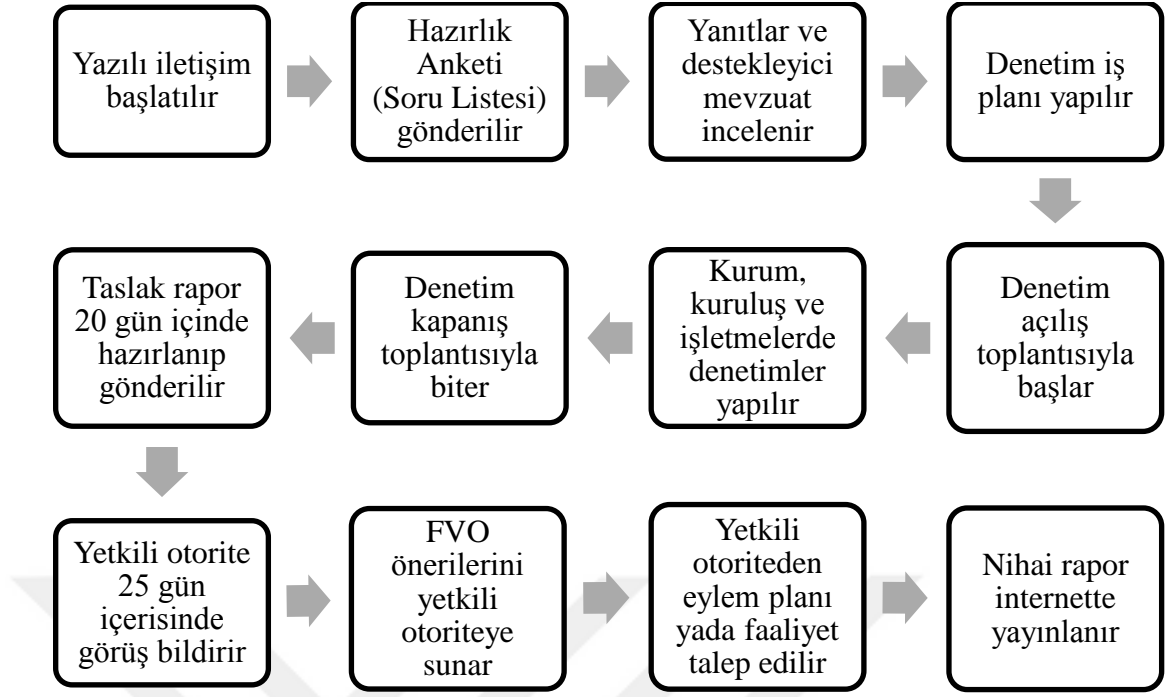 Yazılı iletişim
başlatılır
Hazırlık
Anketi
(Soru Listesi)
gönderilir
Yanıtlar ve
destekleyici
mevzuat
incelenir
Denetim iş
planı yapılır
Denetim
açılış
toplantısıyla
başlar
Kurum,
kuruluş ve
işletmelerde
denetimler
yapılır
Denetim
kapanış
toplantısıyla
biter
Taslak rapor
20 gün içinde
hazırlanıp
gönderilir
Yetkili otorite
25 gün
içerisinde
görüş bildirir
FVO
önerilerini
yetkili
otoriteye
sunar
Yetkili
otoriteden
eylem planı
yada faaliyet
talep edilir
Nihai rapor
internette
yayınlanır